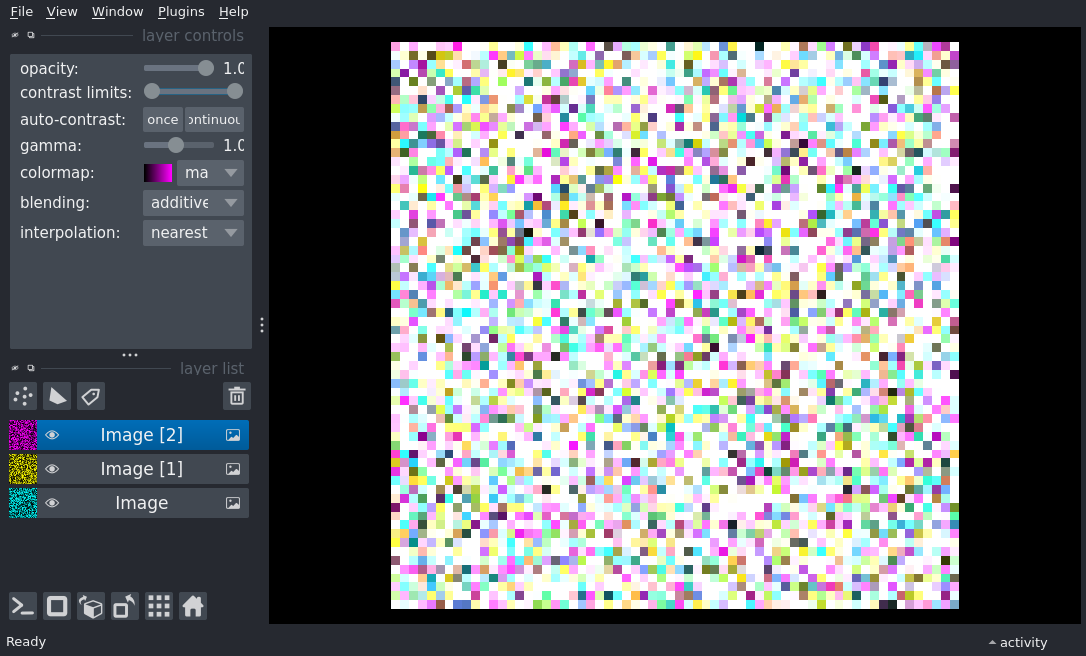 File View Window Plugins Help
layer controls
opacity: 1.0
contrast limits:
auto-contrast: once ontinuou
gamma: 1.0
colormap: ma
blending: additive
interpolation: nearest
layer list
Image [2]
Image [1]
Image
Ready activity